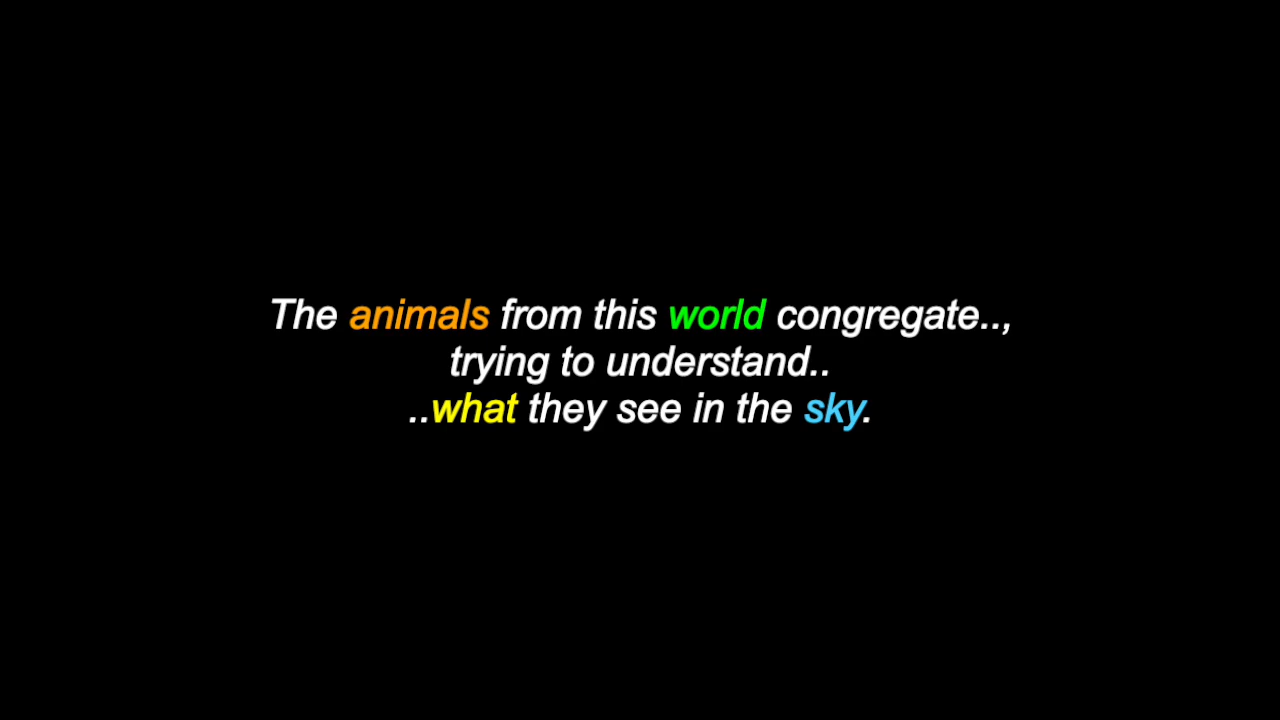 The animals from this world congregate..,
trying to understand..
..what they see in the sky.